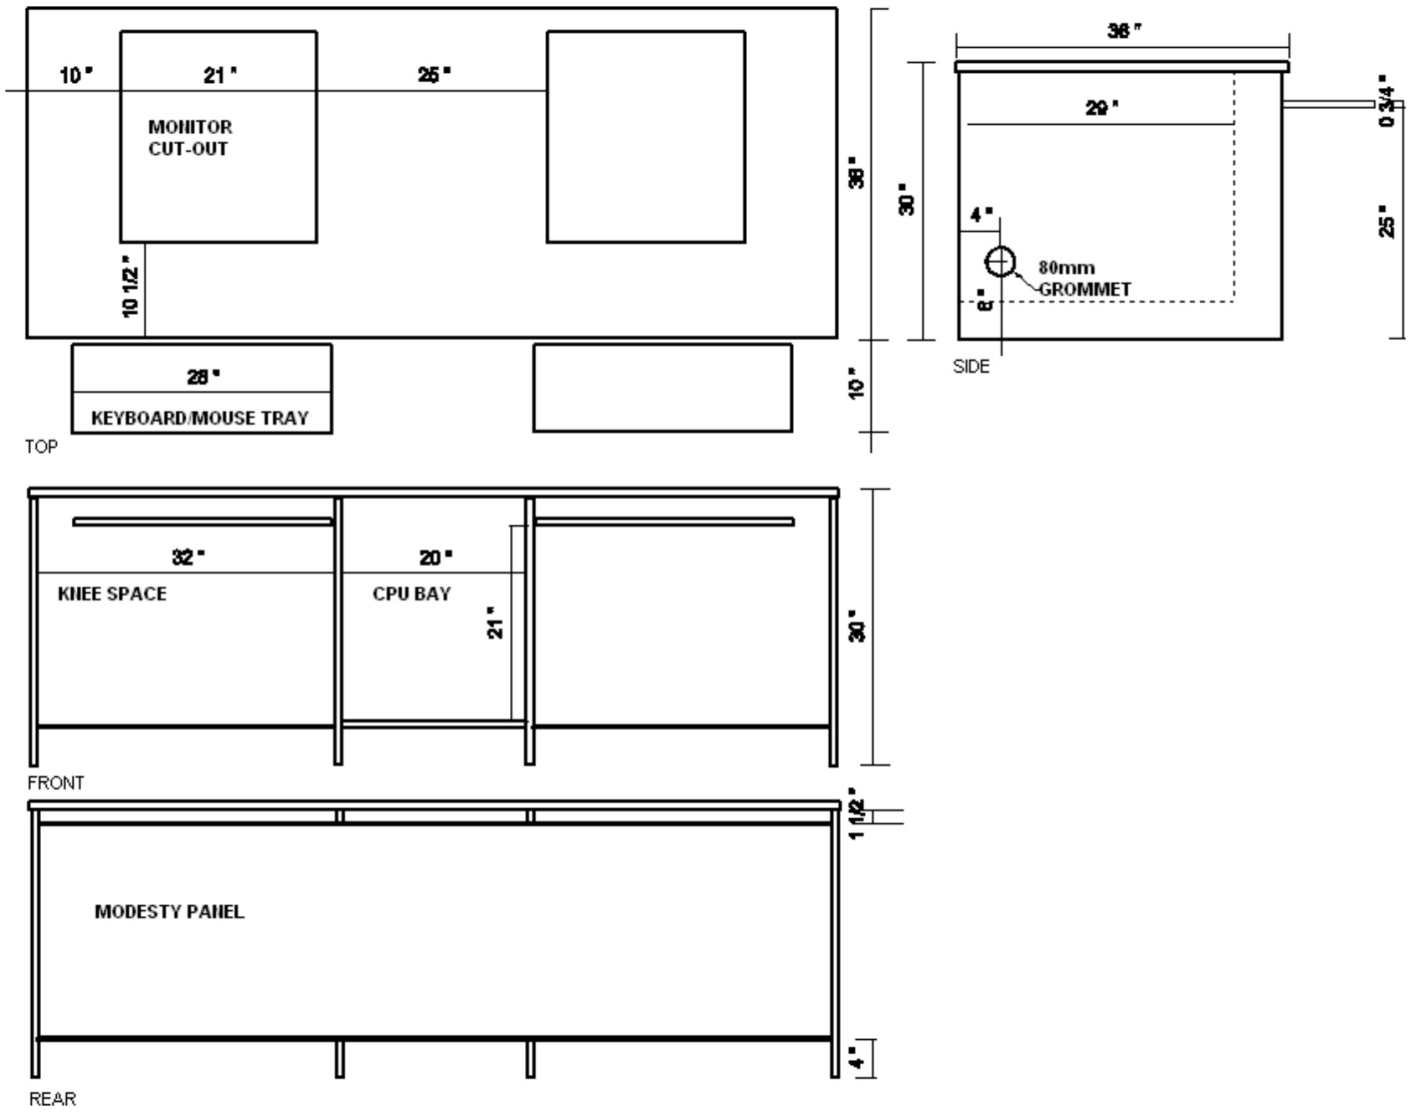 10 "
21 "
25 "
MONITOR
CUT-OUT
10 1/2 "
28 "
KEYBOARD/MOUSE TRAY
36 "
10 "
TOP
36 "
29 "
0 3/4 "
30 "
25 "
4 "
80mm
GROMMET
8 "
SIDE
32 "
20 "
KNEE SPACE
CPU BAY
21 "
30 "
FRONT
1 1/2 "
MODESTY PANEL
4 "
REAR